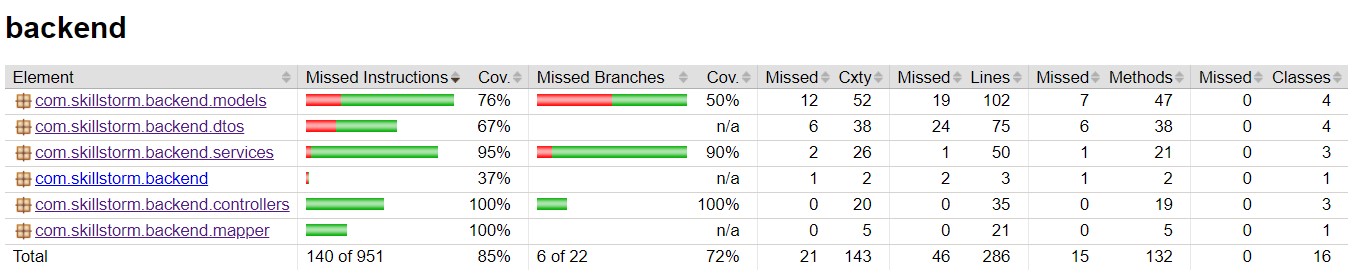 backend
Element Missed Instructions Cov. Missed Branches Cov. Missed Cxty Missed Lines Missed Methods Missed Classes
com.skillstorm.backend.models 76% 50% 12 52 19 102 7 47 0 4
com.skillstorm.backend.dtos 67% n/a 6 38 24 75 6 38 0 4
com.skillstorm.backend.services 95% 90% 2 26 1 50 1 21 0 3
com.skillstorm.backend 37% n/a 1 2 2 3 1 2 0 1
com.skillstorm.backend.controllers 100% 100% 0 20 0 35 0 19 0 3
com.skillstorm.backend.mapper 100% n/a 0 5 0 21 0 5 0 1
Total 140 of 951 85% 6 of 22 72% 21 143 46 286 15 132 0 16